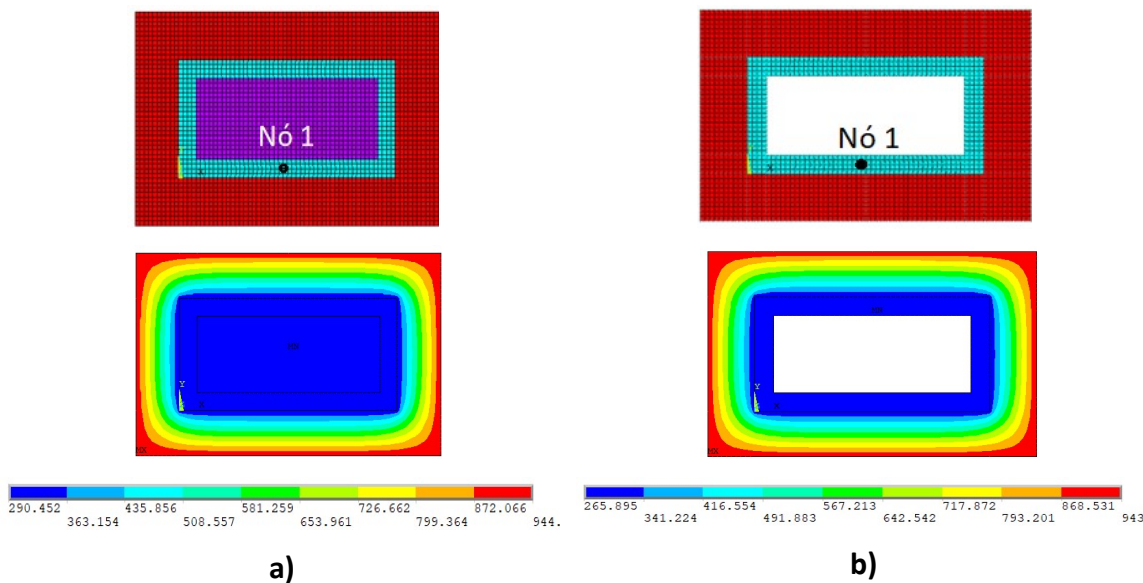 Nó 1
Nó 1
Y
X
MX
Y
X
MX
290.452 435.856 581.259 726.662 872.066
363.154 508.557 653.961 799.364 944.
265.895 416.554 567.213 717.872 868.531
341.224 491.883 642.542 793.201 943
a)
b)